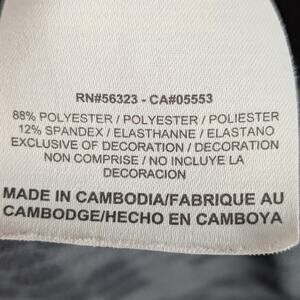 RN#56323 - CA#05553
88% POLYESTER / POLYESTER / POLIESTER
12% SPANDEX / ELASTHANNE / ELASTANO
EXCLUSIVE OF DECORATION / DECORATION
NON COMPRISE / NO INCLUYE LA
DECORACION
MADE IN CAMBODIA/FABRIQUE AU
CAMBODGE/HECHO EN CAMBOYA